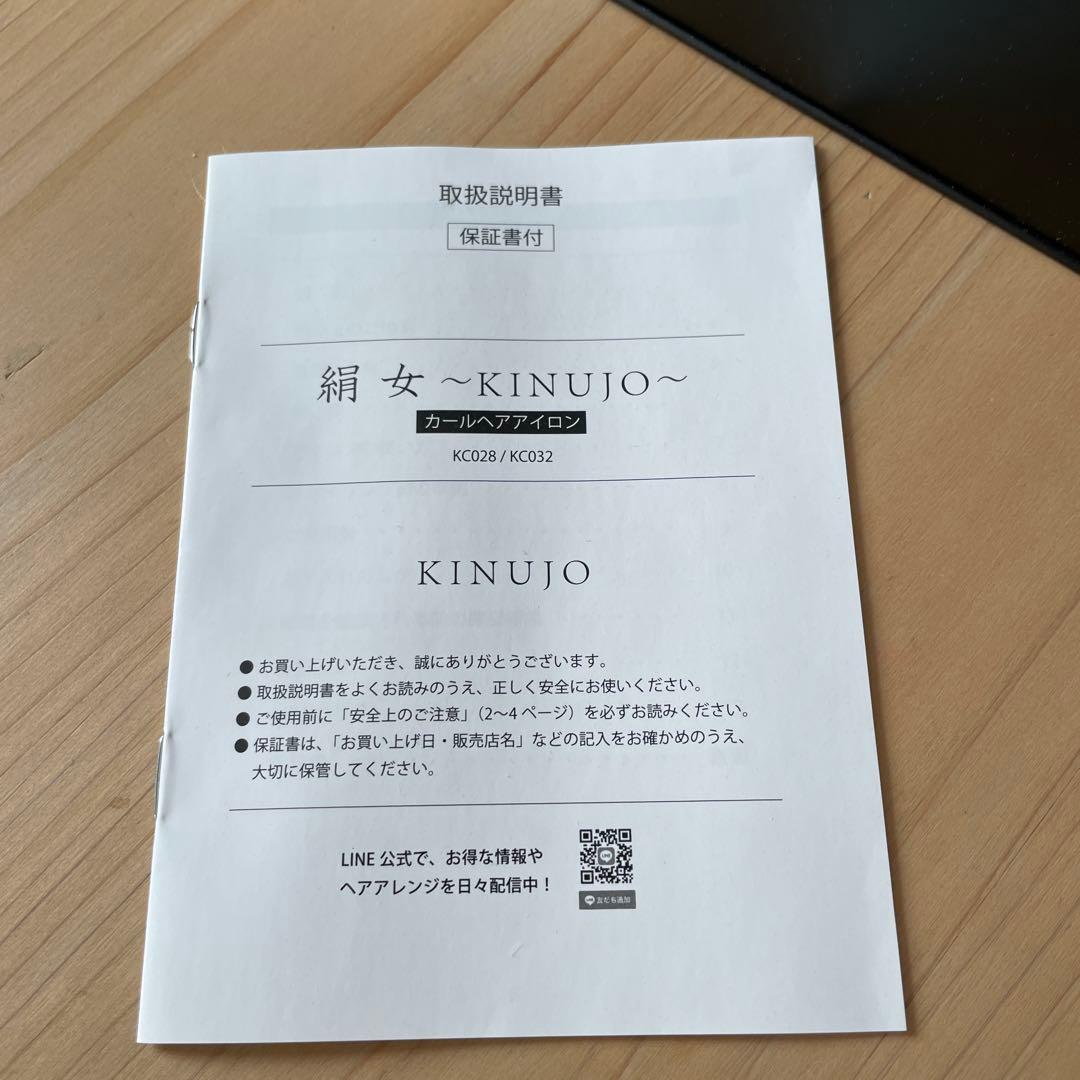 取扱説明書
保証書付
絹女 ～KINUJO～
カールヘアアイロン
KC028 / KC032
KINUJO
● お買い上げいただき、誠にありがとうございます。
● 取扱説明書をよくお読みのうえ、正しく安全にお使いください。
● ご使用前に「安全上のご注意」（2～4 ページ）を必ずお読みください。
● 保証書は、「お買い上げ日・販売店名」などの記入をお確かめのうえ、
大切に保管してください。
LINE 公式で、お得な情報や
ヘアアレンジを日々配信中！
LINE
友だち追加